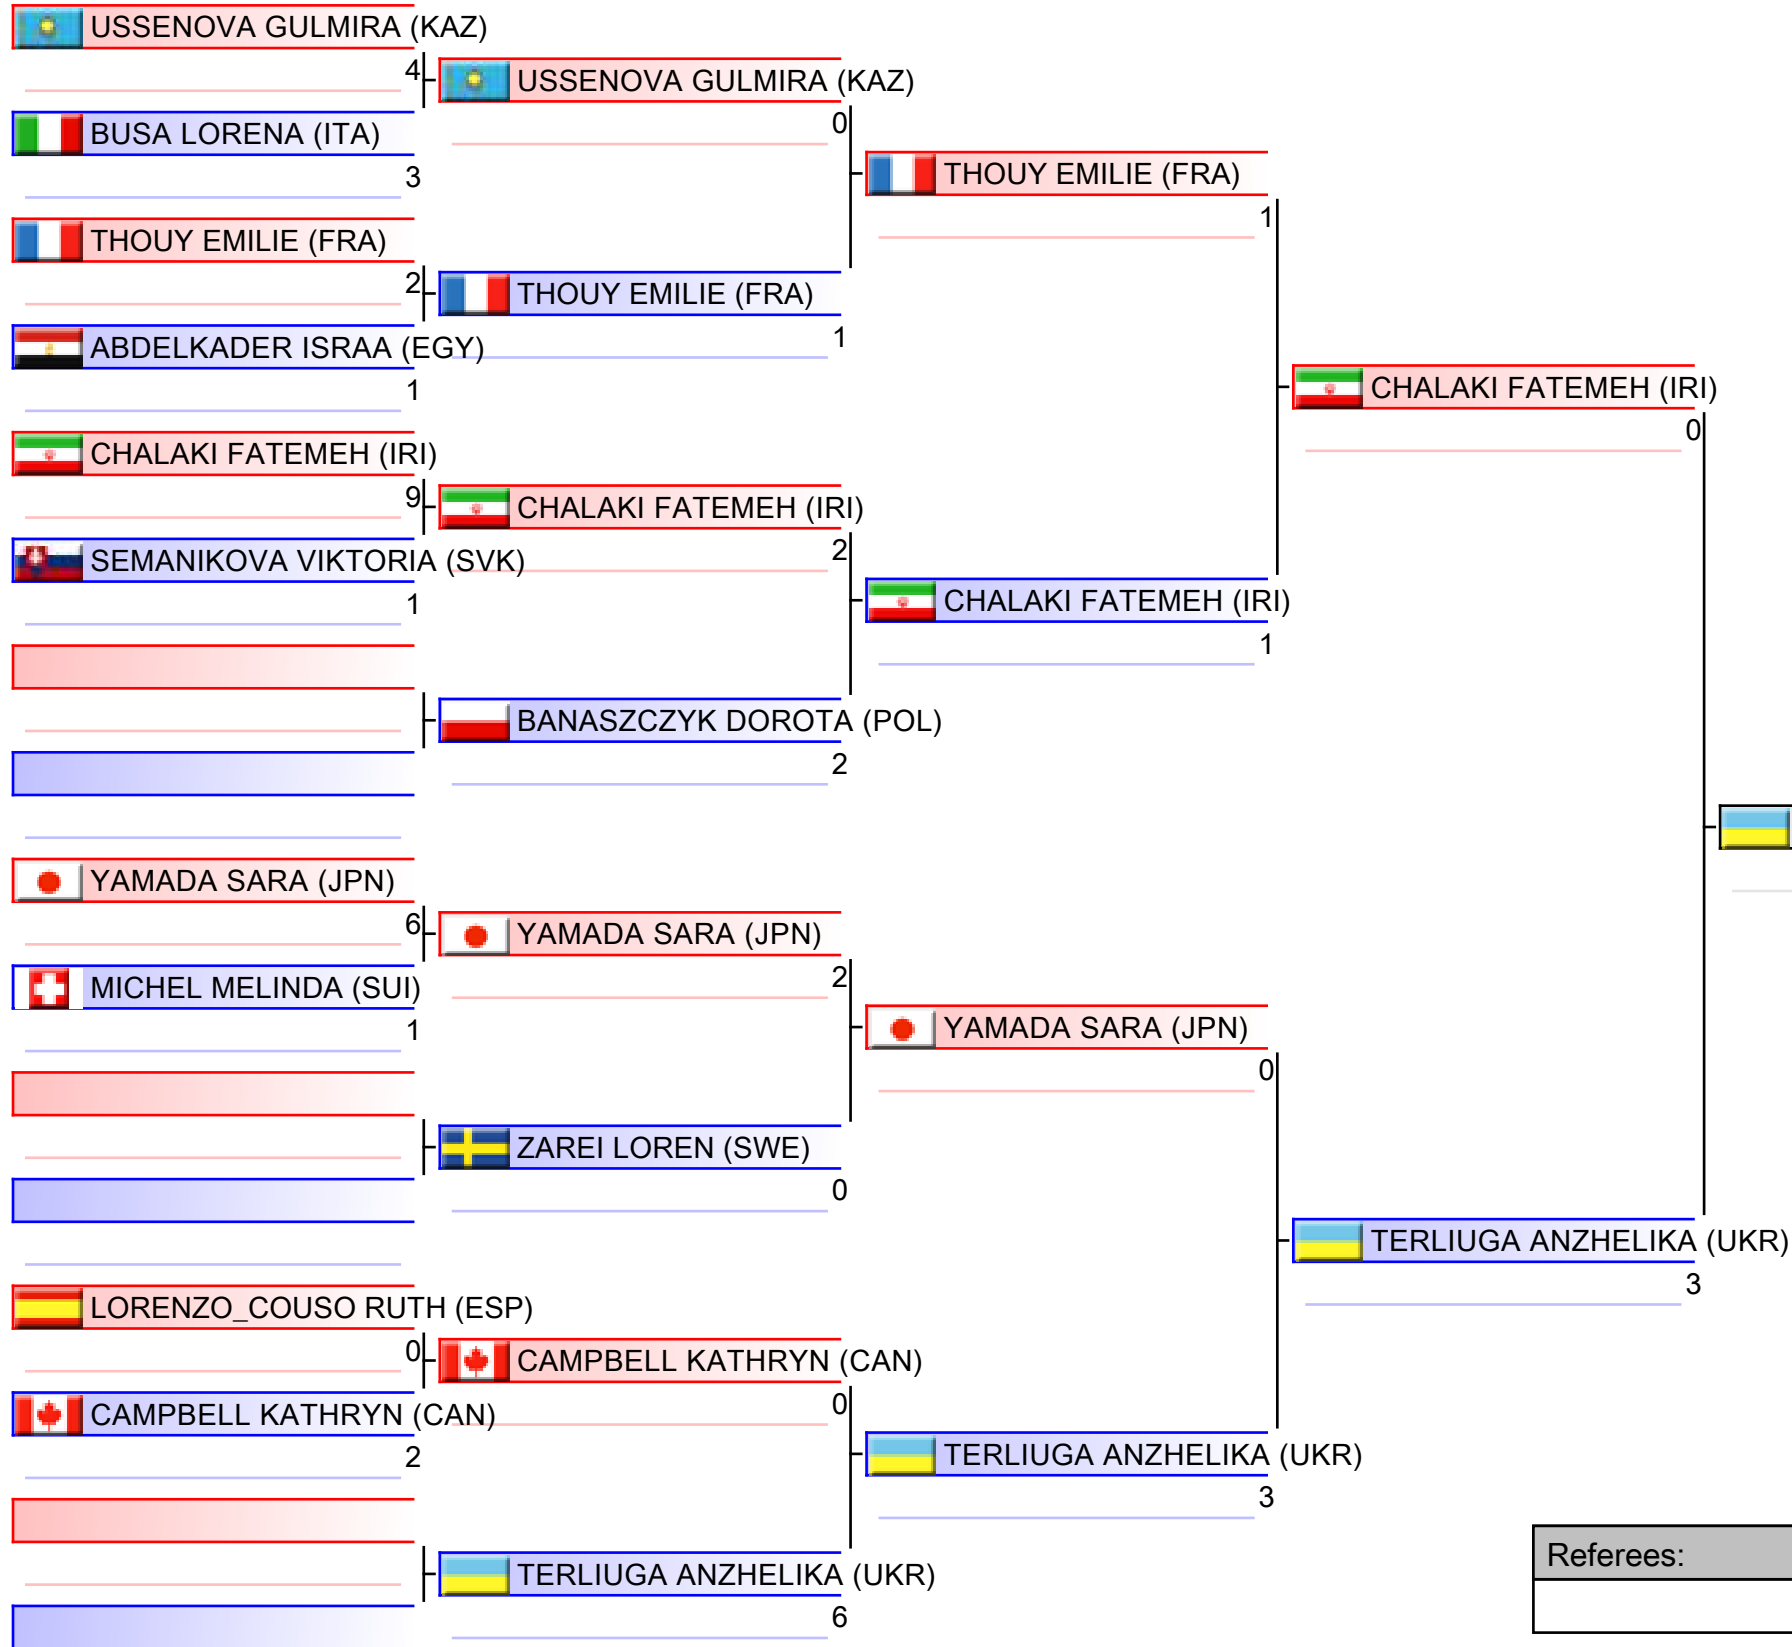 USSENOVA GULMIRA (KAZ)
4
USSENOVA GULMIRA (KAZ)
0
BUSA LORENA (ITA)
3
THOUY EMILIE (FRA)
1
THOUY EMILIE (FRA)
2
THOUY EMILIE (FRA)
1
ABDELKADER ISRAA (EGY)
1
CHALAKI FATEMEH (IRI)
0
CHALAKI FATEMEH (IRI)
9
CHALAKI FATEMEH (IRI)
2
SEMANIKOVA VIKTORIA (SVK)
1
CHALAKI FATEMEH (IRI)
1
BANASZCZYK DOROTA (POL)
2
YAMADA SARA (JPN)
6
YAMADA SARA (JPN)
2
MICHEL MELINDA (SUI)
1
YAMADA SARA (JPN)
0
ZAREI LOREN (SWE)
0
TERLIUGA ANZHELIKA (UKR)
3
LORENZO_COUSO RUTH (ESP)
0
CAMPBELL KATHRYN (CAN)
0
CAMPBELL KATHRYN (CAN)
2
TERLIUGA ANZHELIKA (UKR)
3
Referees:
TERLIUGA ANZHELIKA (UKR)
6